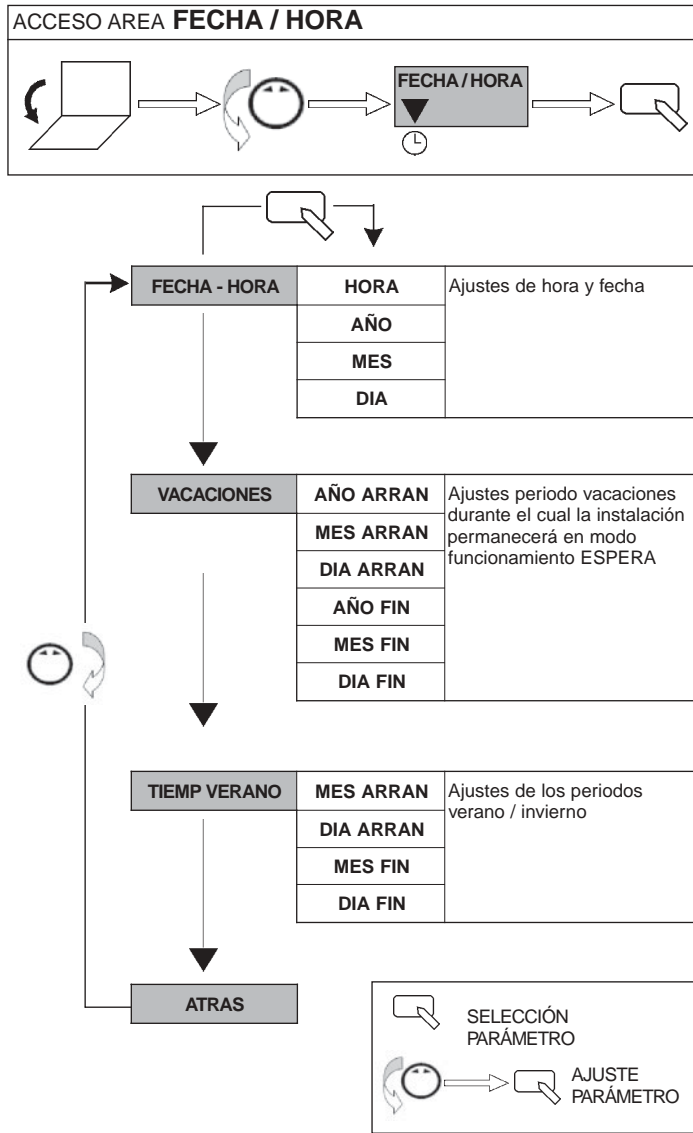 ACCESO AREA FECHA / HORA
FECHA / HORA
FECHA - HORA
HORA
Ajustes de hora y fecha
AÑO
MES
DIA
VACACIONES
AÑO ARRAN
Ajustes periodo vacaciones
durante el cual la instalación
permanecerá en modo
funcionamiento ESPERA
MES ARRAN
DIA ARRAN
AÑO FIN
MES FIN
DIA FIN
TIEMP VERANO
MES ARRAN
Ajustes de los periodos
verano / invierno
DIA ARRAN
MES FIN
DIA FIN
ATRAS
SELECCIÓN
PARÁMETRO
AJUSTE
PARÁMETRO